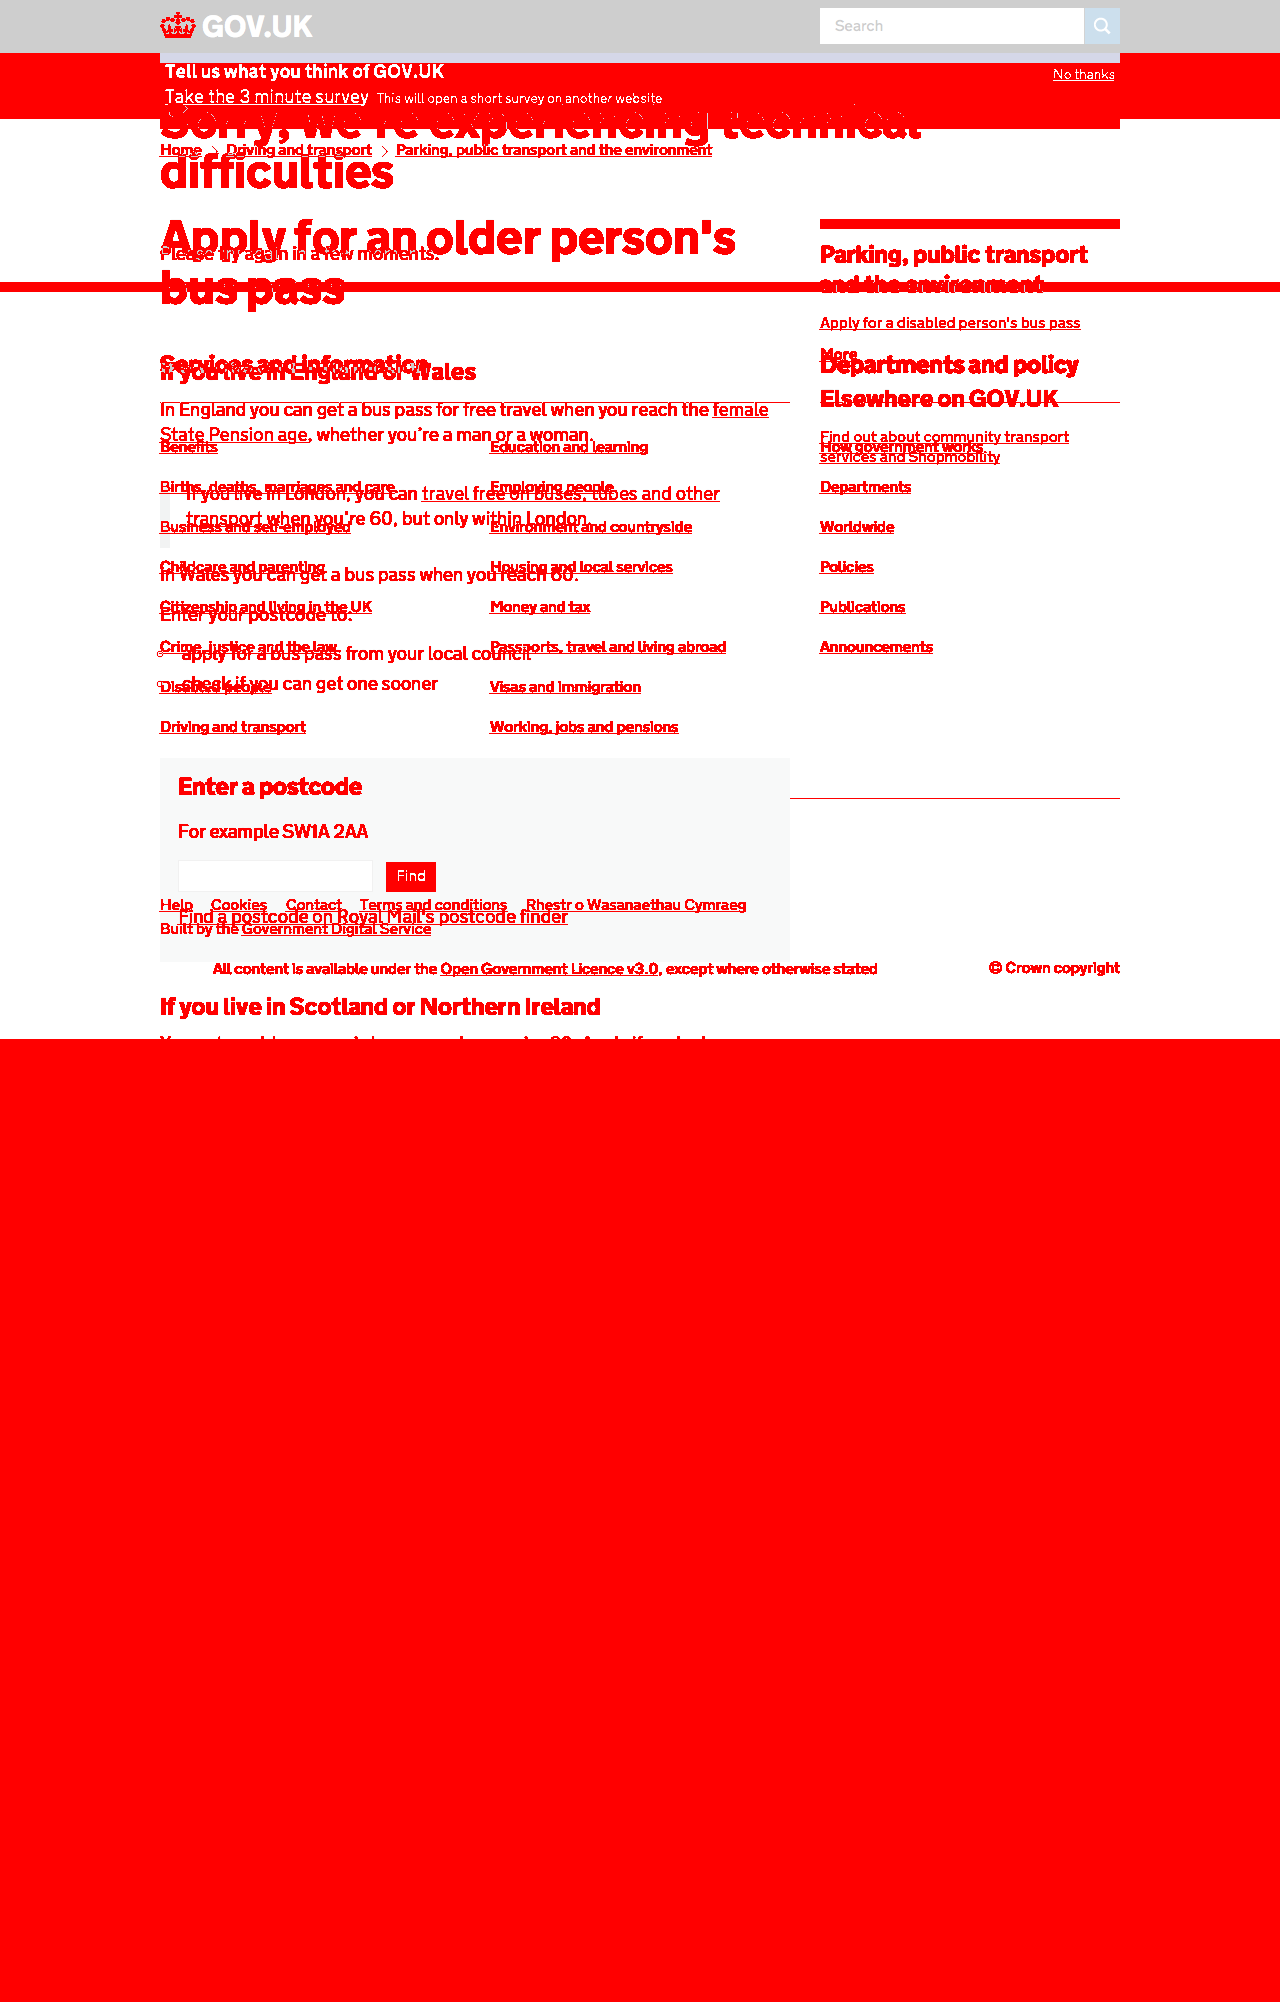 GOV.UK
Search
Tell us what you think of GOV.UK
No thanks
Take the 3 minute survey This will open a short survey on another website
Sorry, we're experiencing technical
difficulties
Home Driving and transport Parking, public transport and the environment
Apply for an older person's
bus pass
Please try again in a few moments.
Parking, public transport
and the environment
Apply for a disabled person's bus pass
More
Services and information
If you live in England or Wales
Departments and policy
Elsewhere on GOV.UK
In England you can get a bus pass for free travel when you reach the female
State Pension age, whether you're a man or a woman.
Find out about community transport
services and Shopmobility
Benefits
Education and learning
How government works
Births, deaths, marriages and care
Employing people
Departments
If you live in London, you can travel free on buses, tubes and other
transport when you're 60, but only within London.
Business and self-employed
Environment and countryside
Worldwide
Childcare and parenting
Housing and local services
Policies
In Wales you can get a bus pass when you reach 60.
Citizenship and living in the UK
Money and tax
Publications
Enter your postcode to:
Crime, justice and the law
Passports, travel and living abroad
Announcements
apply for a bus pass from your local council
check if you can get one sooner
Disabled people
Visas and immigration
Driving and transport
Working, jobs and pensions
Enter a postcode
For example SW1A 2AA
Find
Help Cookies Contact Terms and conditions Rhestr o Wasanaethau Cymraeg
Find a postcode on Royal Mail's postcode finder
Built by the Government Digital Service
All content is available under the Open Government Licence v3.0, except where otherwise stated
© Crown copyright
If you live in Scotland or Northern Ireland